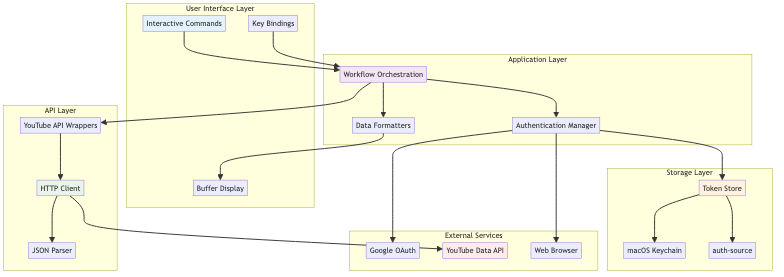 User Interface Layer
Interactive Commands
Key Bindings
Application Layer
Workflow Orchestration
API Layer
YouTube API Wrappers
Data Formatters
Authentication Manager
Storage Layer
HTTP Client
Buffer Display
Token Store
External Services
JSON Parser
Google OAuth
YouTube Data API
Web Browser
macOS Keychain
auth-source